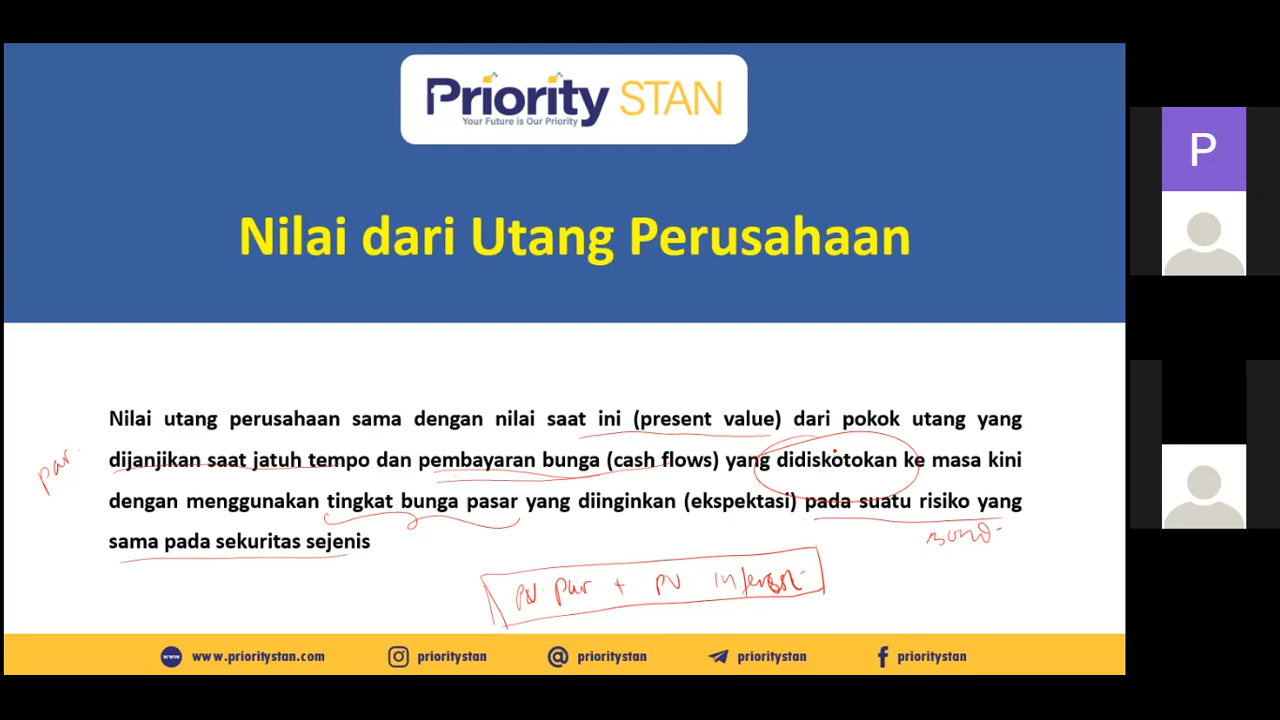 Priority STAN
Your Future is Our Priority
P
Nilai dari Utang Perusahaan
Nilai utang perusahaan sama dengan nilai saat ini (present value) dari pokok utang yang
par.
dijanjikan saat jatuh tempo dan pembayaran bunga (cash flows) yang didiskotokan ke masa kini
dengan menggunakan tingkat bunga pasar yang diinginkan (ekspektasi) pada suatu risiko yang
sama pada sekuritas sejenis
PV par + PV
www
www.prioritystan.com
prioritystan
@ prioritystan
prioritystan
f prioritystan